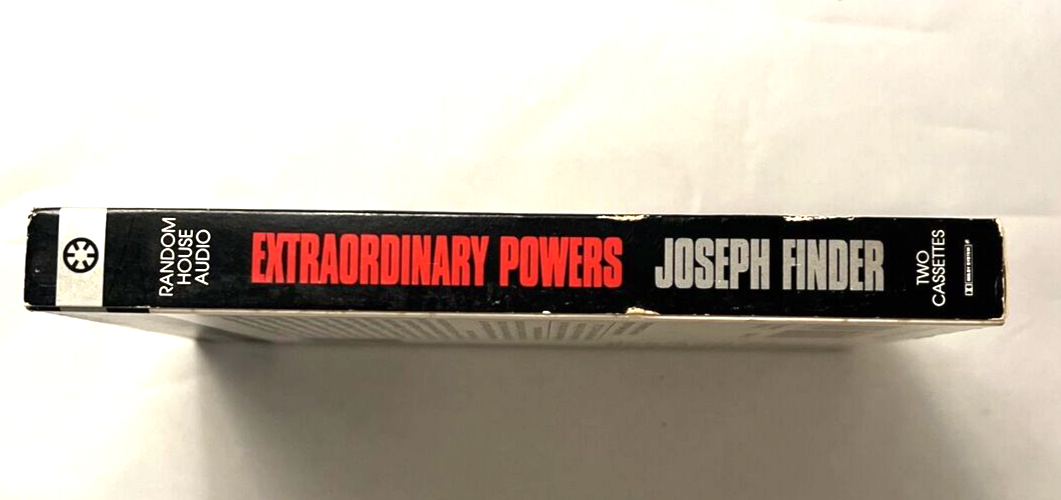 RANDOM
HOUSE
AUDIO
EXTRAORDINARY POWERS
JOSEPH FINDER
TWO
CASSETTES